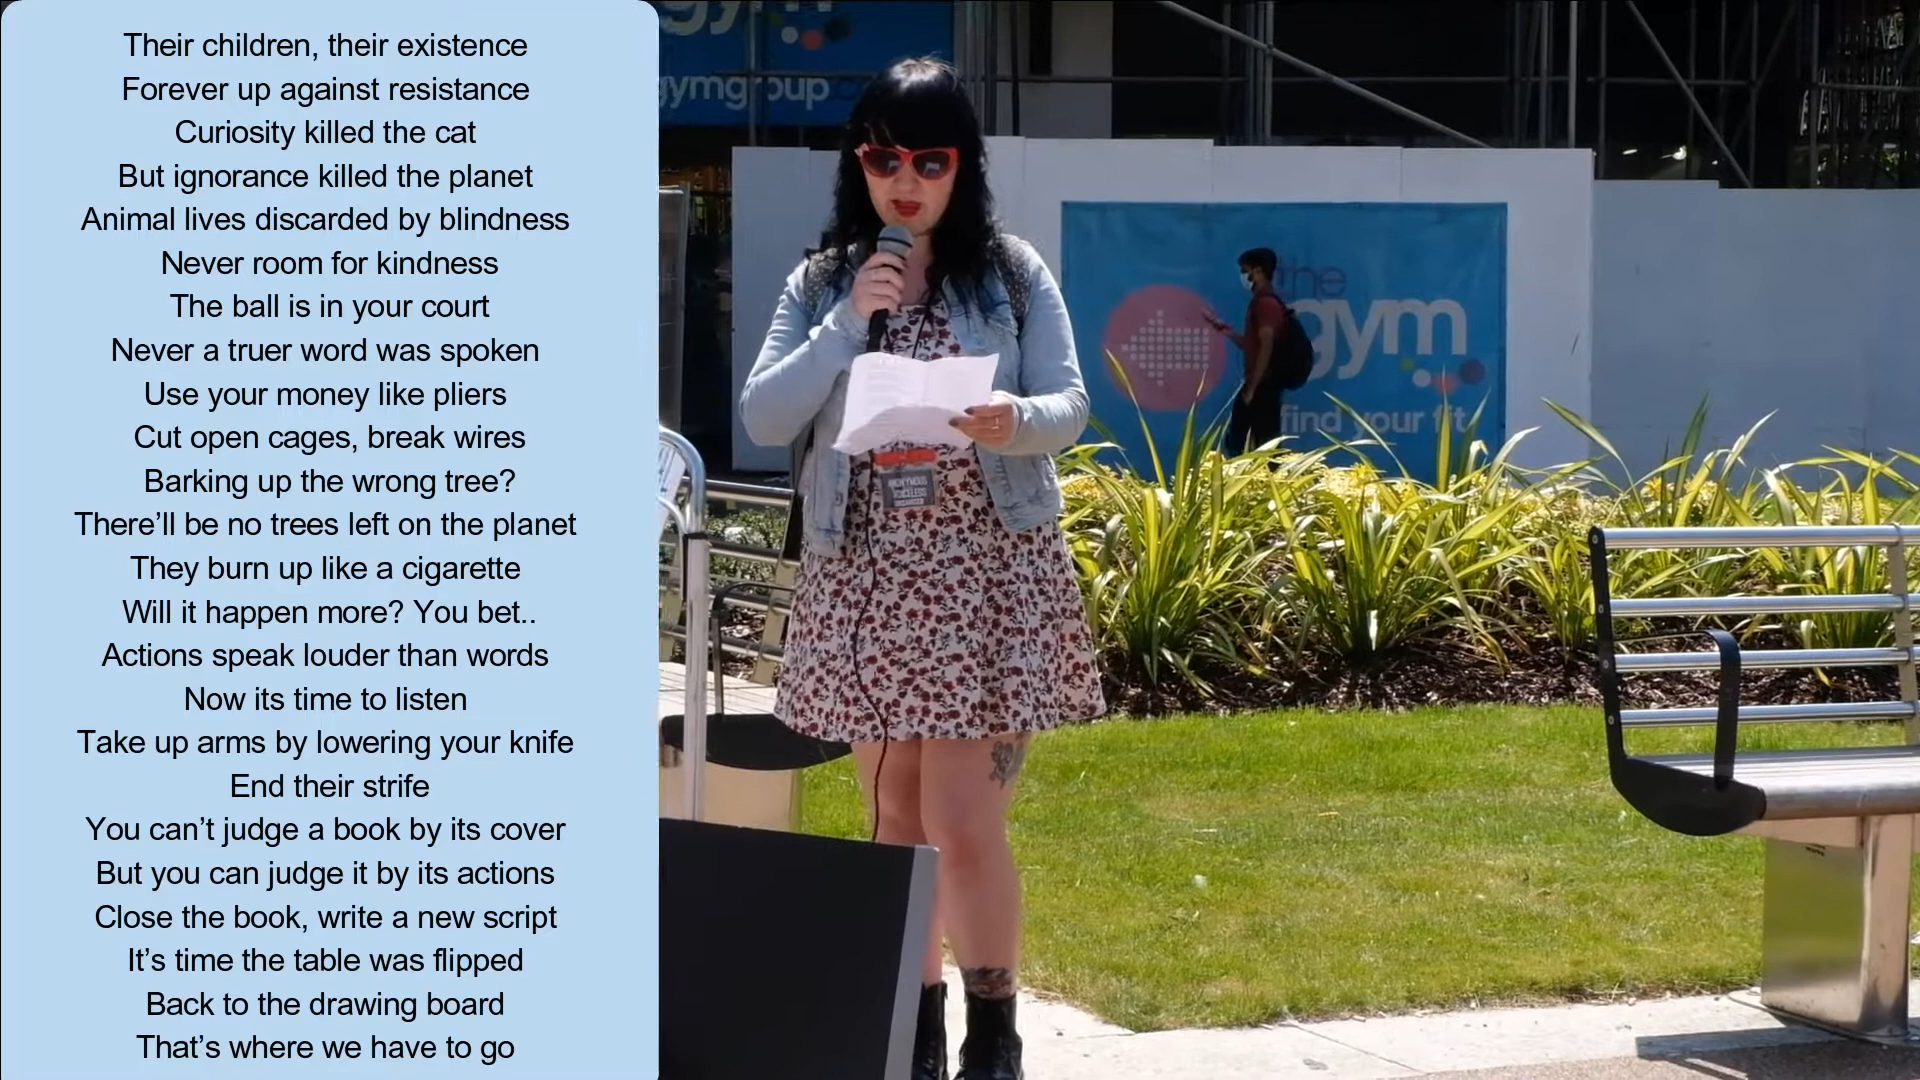 Their children, their existence
Forever up against resistance
Curiosity killed the cat
But ignorance killed the planet
Animal lives discarded by blindness
Never room for kindness
The ball is in your court
Never a truer word was spoken
Use your money like pliers
Cut open cages, break wires
Barking up the wrong tree?
There’ll be no trees left on the planet
They burn up like a cigarette
Will it happen more? You bet..
Actions speak louder than words
Now its time to listen
Take up arms by lowering your knife
End their strife
You can’t judge a book by its cover
But you can judge it by its actions
Close the book, write a new script
It’s time the table was flipped
Back to the drawing board
That’s where we have to go
gym
gymgroup
the
gym
find your fit
ANONYMOUS
VOICELESS